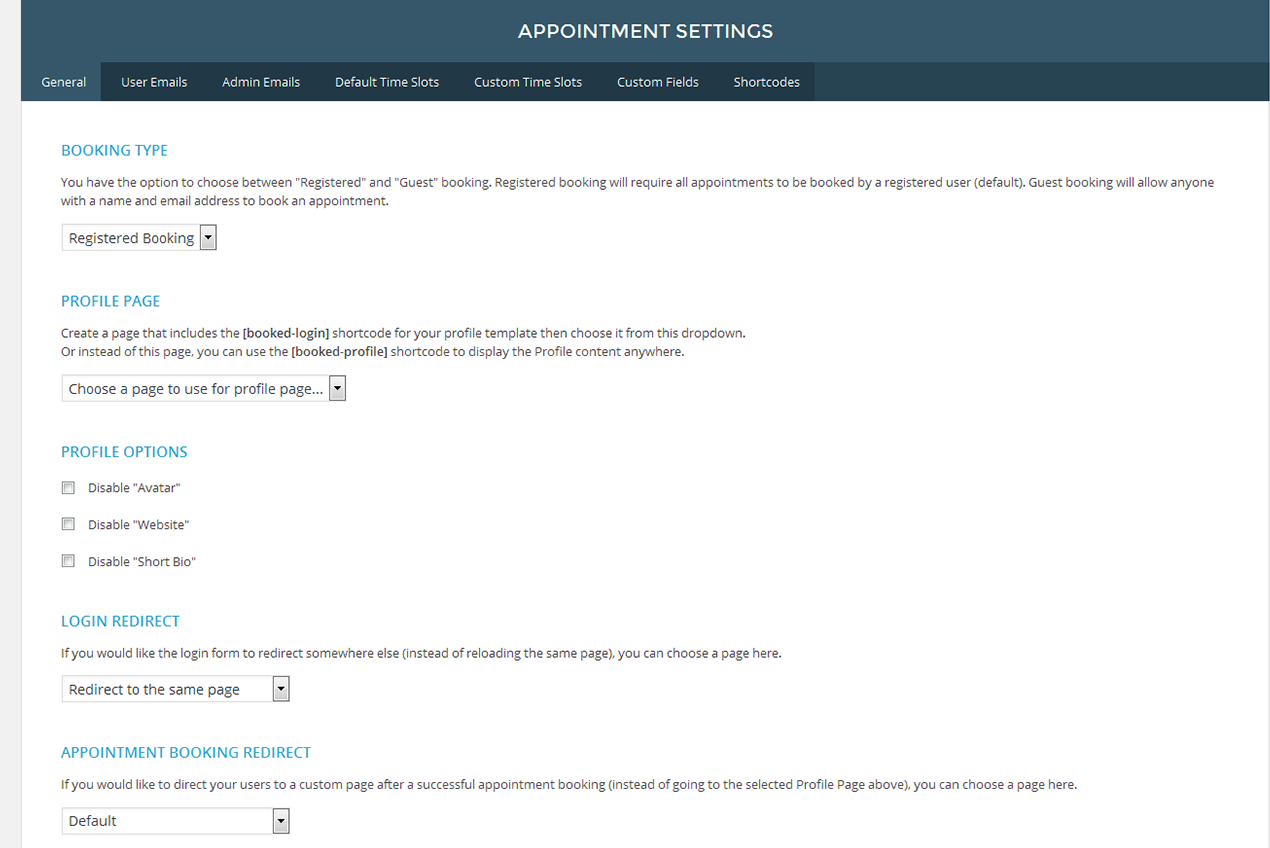 APPOINTMENT SETTINGS
General User Emails Admin Emails Default Time Slots Custom Time Slots Custom Fields Shortcodes
BOOKING TYPE
You have the option to choose between "Registered" and "Guest" booking. Registered booking will require all appointments to be booked by a registered user (default). Guest booking will allow anyone
with a name and email address to book an appointment.
Registered Booking
PROFILE PAGE
Create a page that includes the [booked-login] shortcode for your profile template then choose it from this dropdown.
Or instead of this page, you can use the [booked-profile] shortcode to display the Profile content anywhere.
Choose a page to use for profile page...
PROFILE OPTIONS
Disable "Avatar"
Disable "Website"
Disable "Short Bio"
LOGIN REDIRECT
If you would like the login form to redirect somewhere else (instead of reloading the same page), you can choose a page here.
Redirect to the same page
APPOINTMENT BOOKING REDIRECT
If you would like to direct your users to a custom page after a successful appointment booking (instead of going to the selected Profile Page above), you can choose a page here.
Default